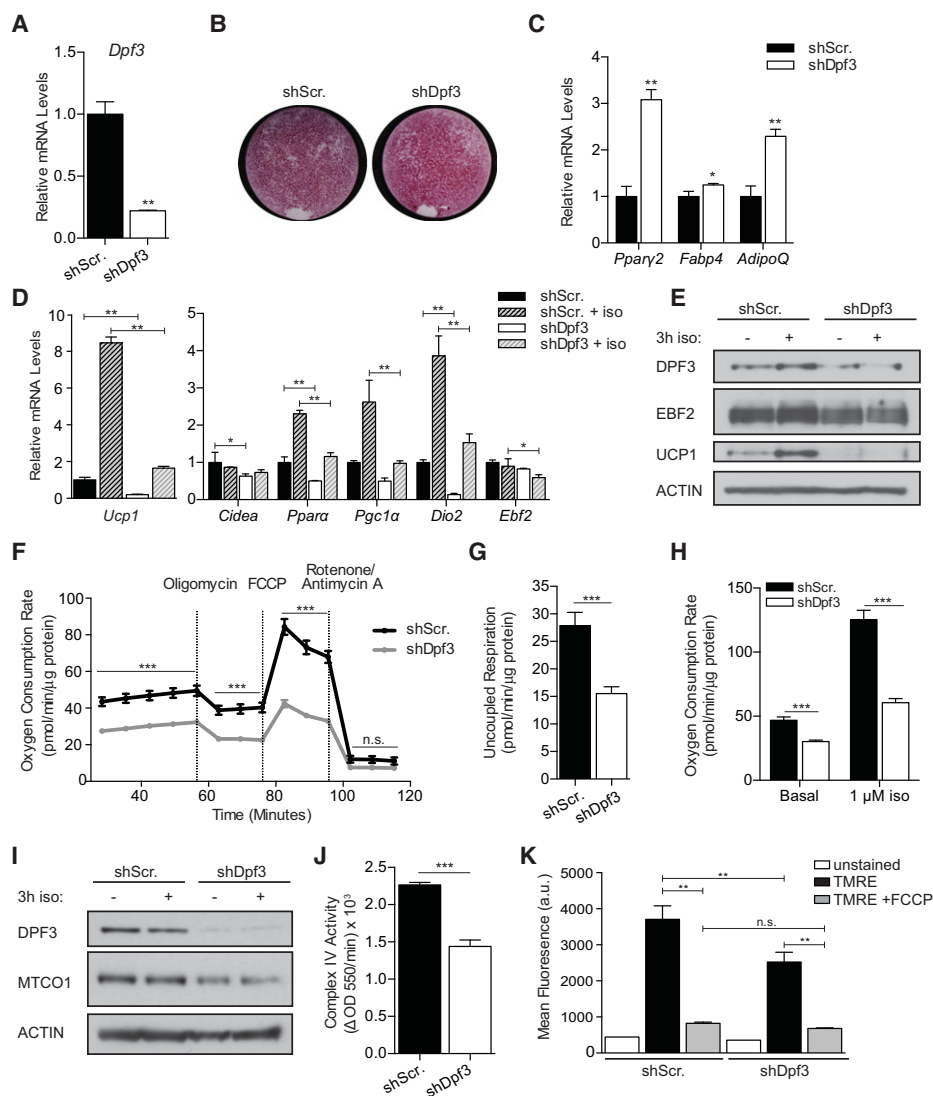 A
Dpf3
Relative mRNA Levels
1.5
1.0
0.5
0.0
**
shScr.
shDpf3
B
shScr.
shDpf3
C
shScr.
shDpf3
Relative mRNA Levels
4
3
2
1
0
**
*
**
Pparγ2
Fabp4
AdipoQ
D
shScr.
shScr. + iso
shDpf3
shDpf3 + iso
Relative mRNA Levels
10
8
6
4
2
0
**
**
Ucp1
5
4
3
2
1
0
*
**
**
**
**
**
*
Cidea
Pparα
Pgc1α
Dio2
Ebf2
E
shScr.
shDpf3
3h iso:
-
+
-
+
DPF3
EBF2
UCP1
ACTIN
F
Oligomycin
FCCP
Rotenone/
Antimycin A
Oxygen Consumption Rate
(pmol/min/μg protein)
100
80
60
40
20
0
***
***
***
n.s.
shScr.
shDpf3
40
60
80
100
120
Time (Minutes)
G
Uncoupled Respiration
(pmol/min/μg protein)
35
30
25
20
15
10
5
0
***
shScr.
shDpf3
H
Oxygen Consumption Rate
(pmol/min/μg protein)
150
100
50
0
shScr.
shDpf3
***
***
Basal
1 μM iso
I
shScr.
shDpf3
3h iso:
-
+
-
+
DPF3
MTCO1
ACTIN
J
Complex IV Activity
(Δ OD 550/min) x 10³
2.5
2.0
1.5
1.0
0.5
0.0
***
shScr.
shDpf3
K
unstained
TMRE
TMRE +FCCP
Mean Fluoresence (a.u.)
5000
4000
3000
2000
1000
0
**
**
n.s.
**
shScr.
shDpf3